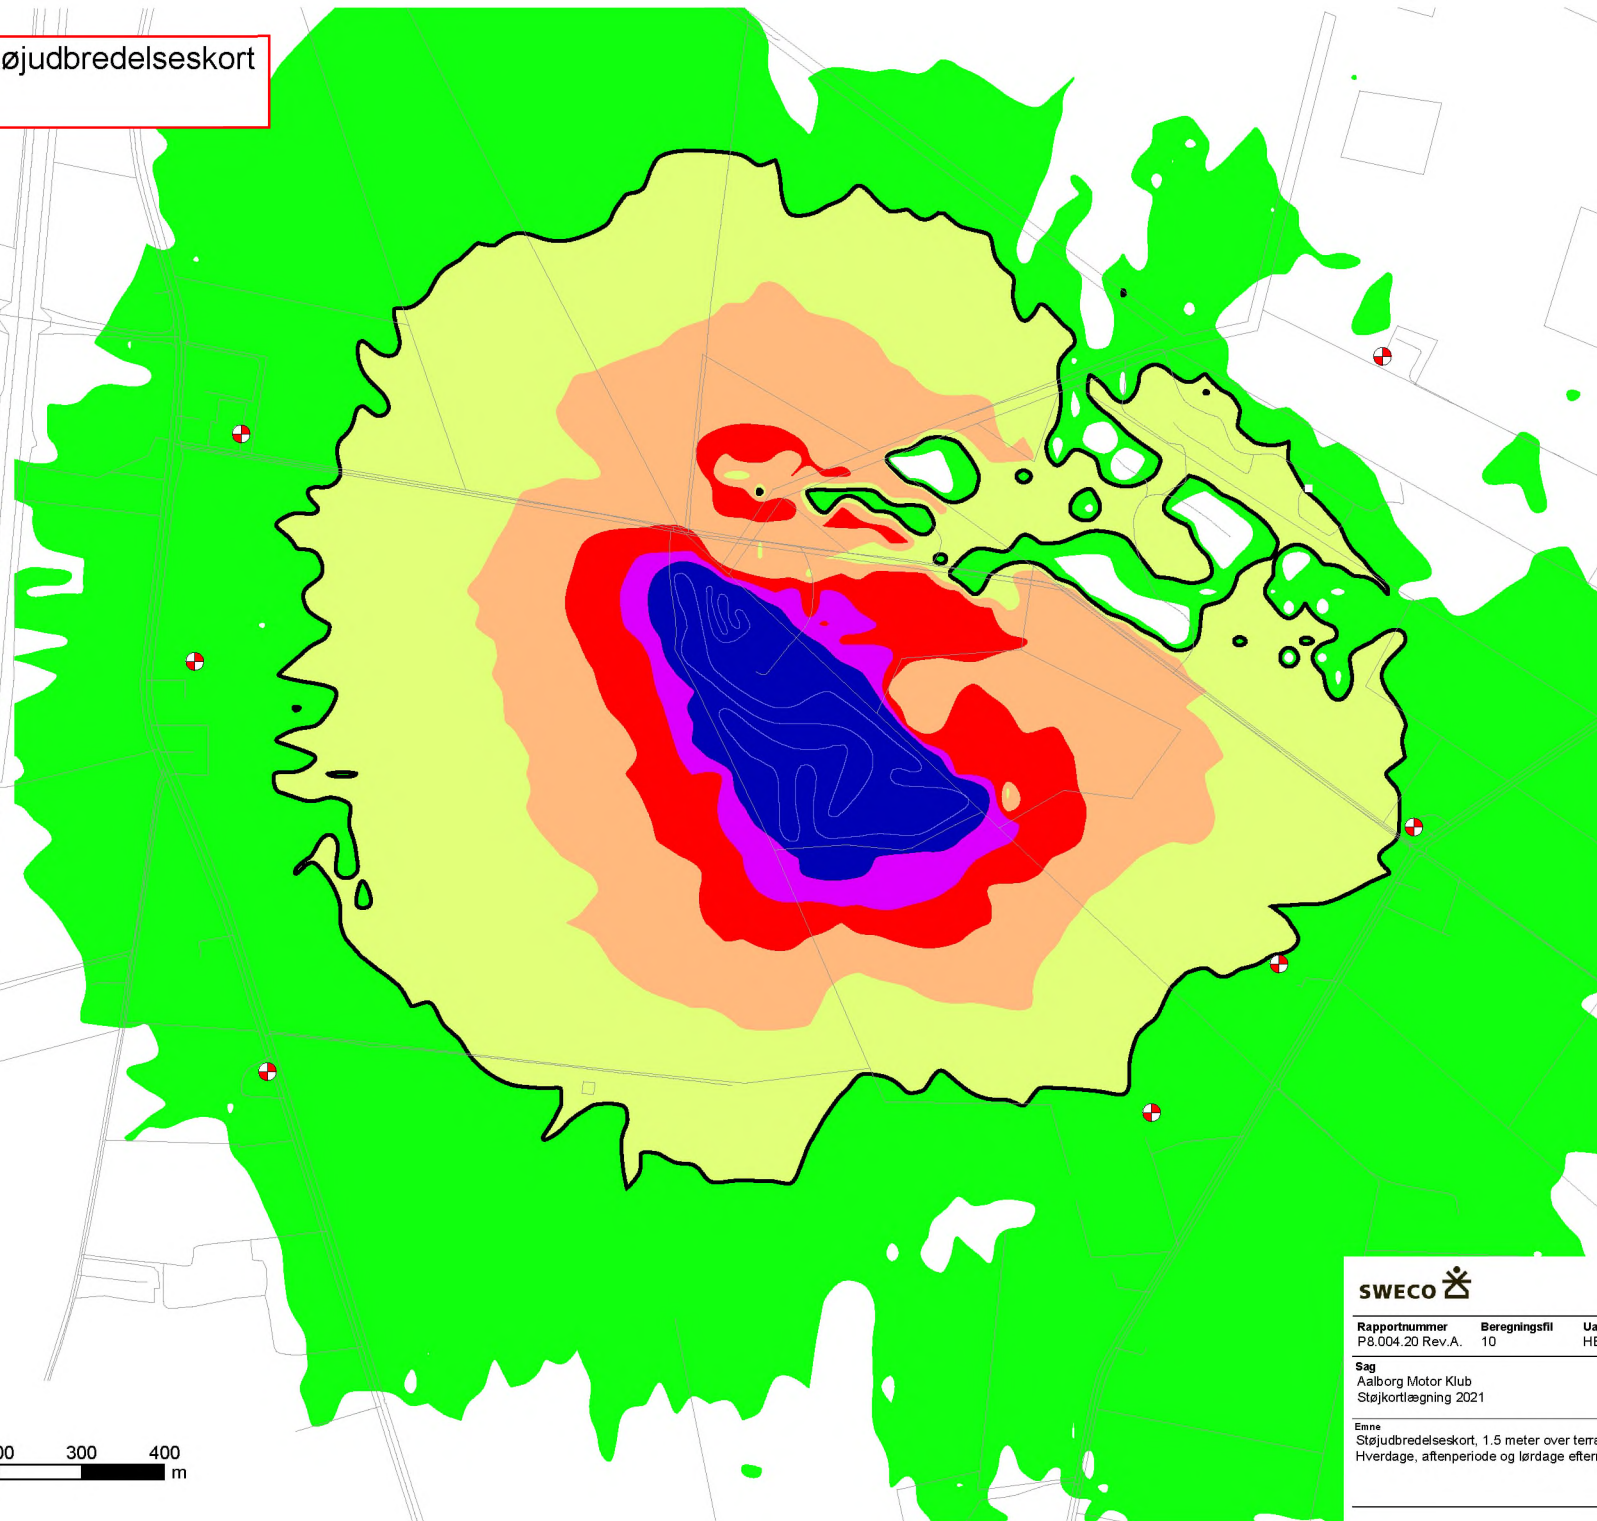 øjudbredelseskort
SWECO
Rapportnummer Beregningsfil
P8.004.20 Rev.A. 10
Sag
Aalborg Motor Klub
Støjkortlægning 2021
Emne
Støjudbredelseskort, 1.5 meter over terra
Hverdage, aftenperiode og lørdage efterm
00 300 400
m